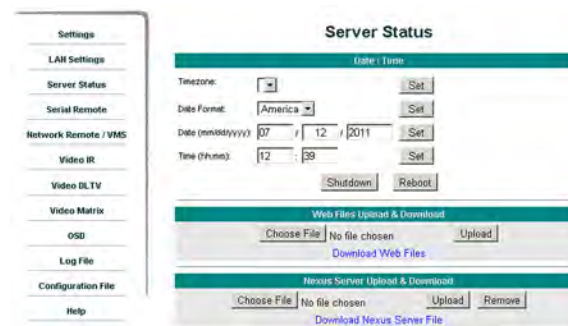 Settings
LAN Settings
Server Status
Serial Remote
Network Remote / VMS
Video IR
Video DLTV
Video Matrix
OSD
Log File
Configuration File
Help
Server Status
Date / Time
Timezone: Set
Date Format: America Set
Date (mm/dd/yyyy): 07 / 12 / 2011 Set
Time (hh:mm): 12 : 39 Set
Shutdown Reboot
Web Files Upload & Download
Choose File No file chosen Upload
Download Web Files
Nexus Server Upload & Download
Choose File No file chosen Upload Remove
Download Nexus Server File